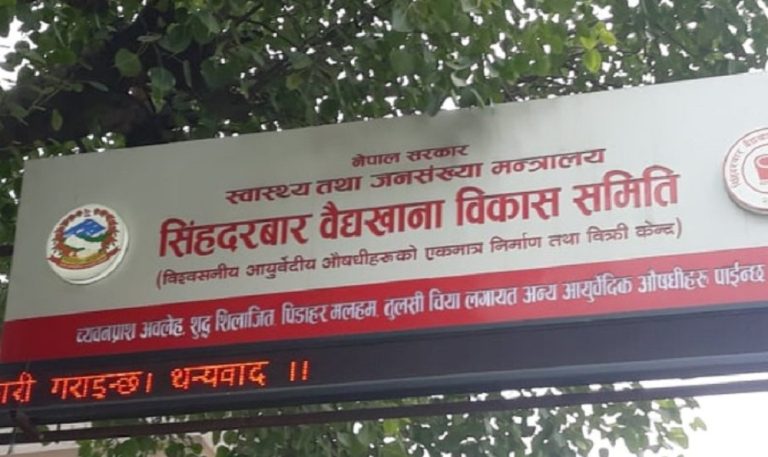 नेपाल सरकार
स्वास्थ्य तथा जनसंख्या मन्त्रालय
सिंहदरबार वैद्यखाना विकास समिति
(विश्वसनीय आयुर्वेदीय औषधीहरूको एकमात्र निर्माण तथा विक्री केन्द्र)
च्यवनप्राश अवलेह, शुद्ध शिलाजित, पिडाहर मलहम, तुलसी चिया लगायत अन्य आयुर्वेदिक औषधीहरु पाईन्छ
ारी गराइन्छ। धन्यवाद ।।